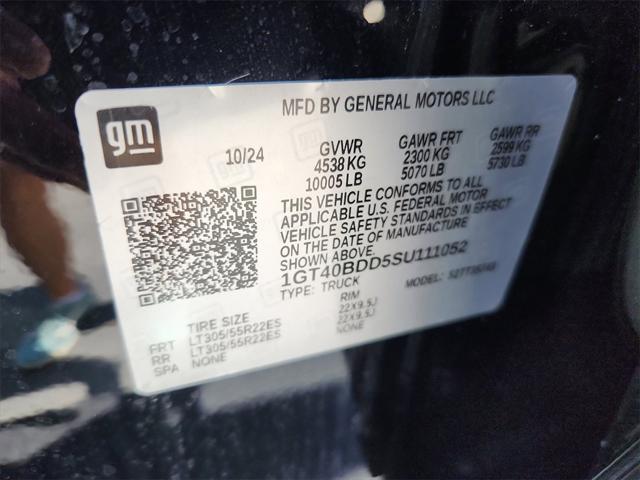 MFD BY GENERAL MOTORS LLC
gm
10/24
GVWR GAWR FRT GAWR RR
4538 KG 2300 KG 2599 KG
10005 LB 5070 LB 5730 LB
THIS VEHICLE CONFORMS TO ALL
APPLICABLE U.S. FEDERAL MOTOR
VEHICLE SAFETY STANDARDS IN EFFECT
ON THE DATE OF MANUFACTURE
SHOWN ABOVE.
1GT40BDD5SU111052
TYPE: TRUCK MODEL:
TIRE SIZE RIM
FRT LT305/55R22ES 22X9.5J
RR LT305/55R22ES 22X9.5J
SPA NONE NONE